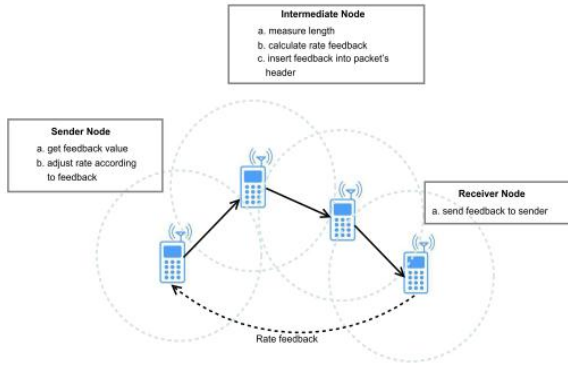 Intermediate Node
a. measure length
b. calculate rate feedback
c. insert feedback into packet's
header
Sender Node
a. get feedback value
b. adjust rate according
to feedback
Receiver Node
a. send feedback to sender
Rate feedback